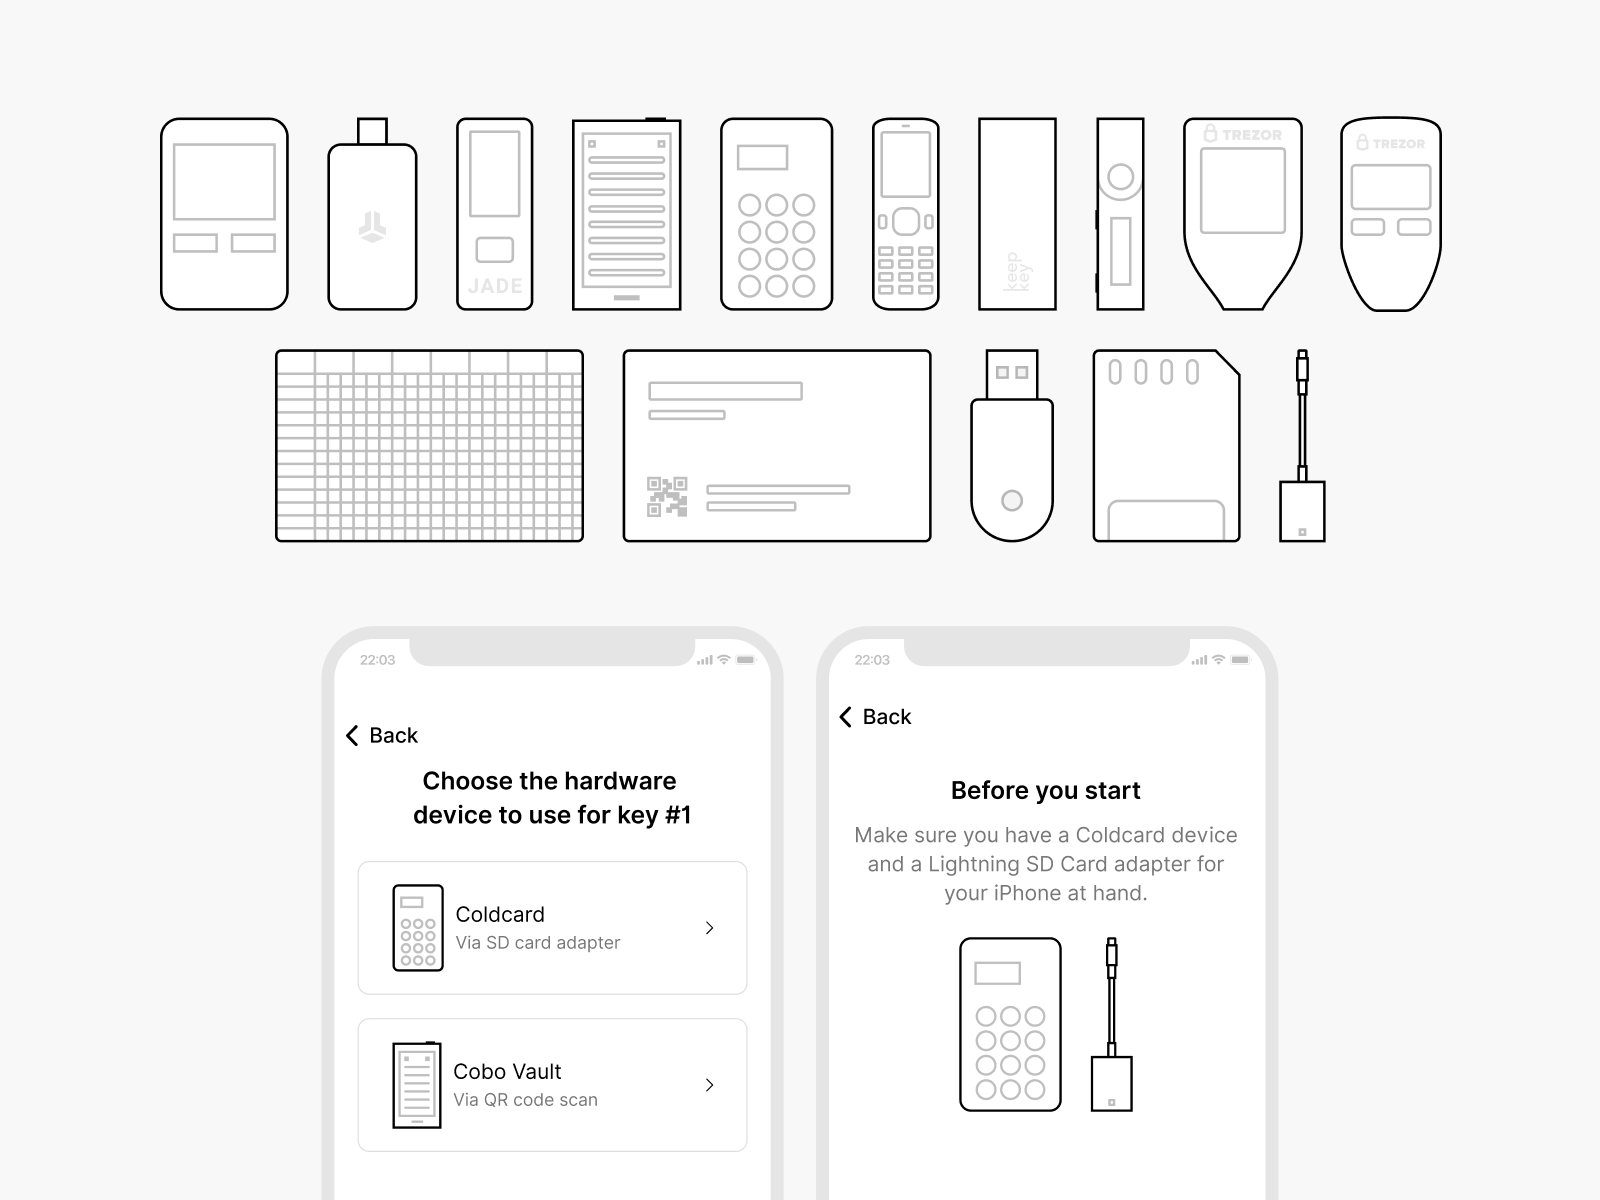 JADE
keep
key
TREZOR
TREZOR
22:03
Back
Choose the hardware
device to use for key #1
Coldcard
Via SD card adapter
Cobo Vault
Via QR code scan
22:03
Back
Before you start
Make sure you have a Coldcard device
and a Lightning SD Card adapter for
your iPhone at hand.